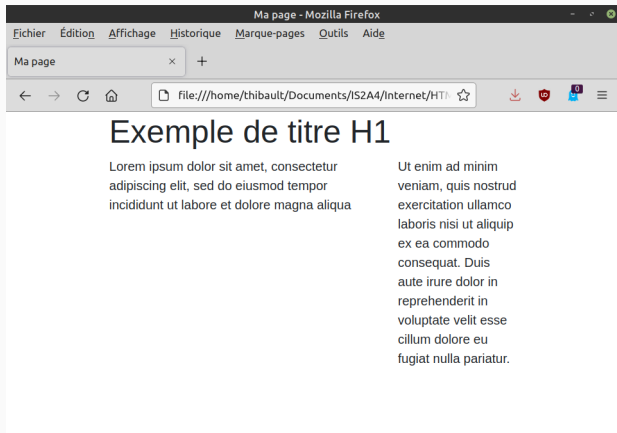 Ma page - Mozilla Firefox
Fichier Édition Affichage Historique Marque-pages Outils Aide
Ma page
file:///home/thibault/Documents/IS2A4/Internet/HTM
0
Exemple de titre H1
Lorem ipsum dolor sit amet, consectetur
adipiscing elit, sed do eiusmod tempor
incididunt ut labore et dolore magna aliqua
Ut enim ad minim
veniam, quis nostrud
exercitation ullamco
laboris nisi ut aliquip
ex ea commodo
consequat. Duis
aute irure dolor in
reprehenderit in
voluptate velit esse
cillum dolore eu
fugiat nulla pariatur.